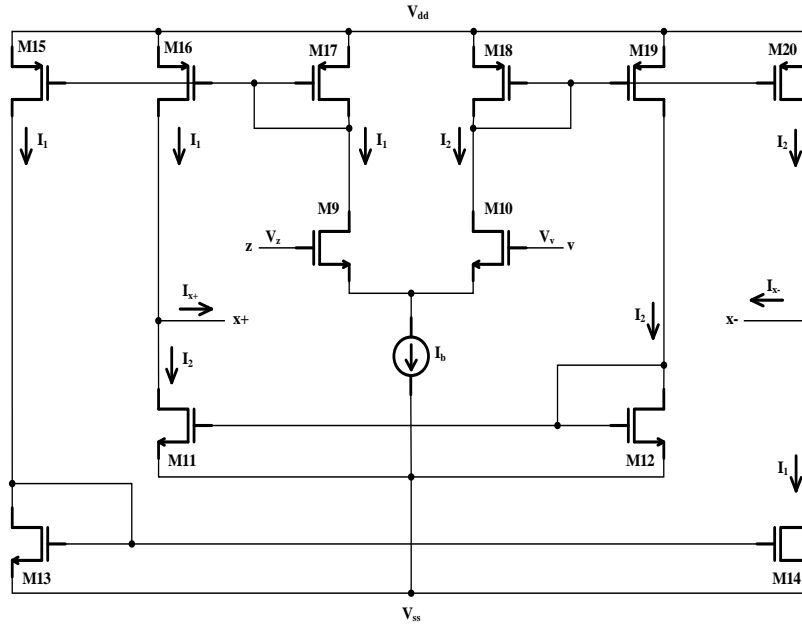 Vdd
M15 M16 M17 M18 M19 M20
I1 I1 I1 I2 I2
M9 M10
z Vz Vv v
Ix+ Ix-
x+ I2 x-
I2 Ib
M11 M12
I1
M13 M14
Vss